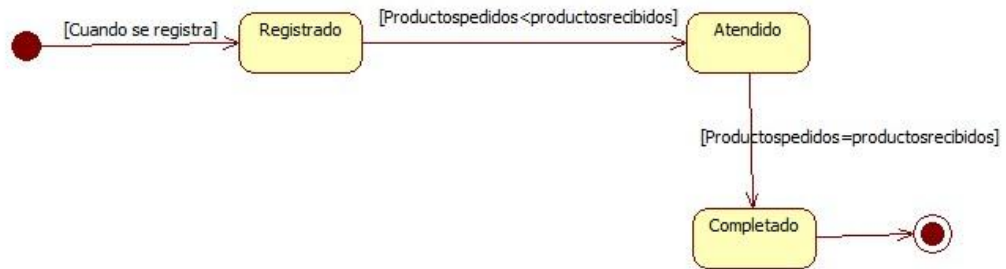 [Cuando se registra]
Registrado
[Productospedidos<productosrecibidos]
Atendido
[Productospedidos=productosrecibidos]
Completado